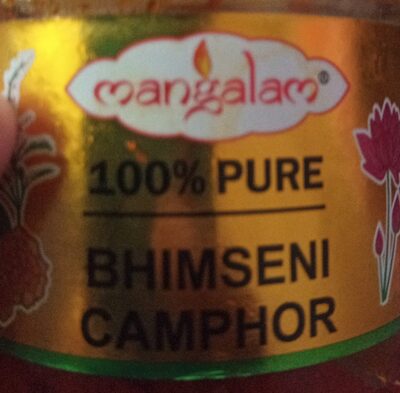 mangalam®
100% PURE
BHIMSENI
CAMPHOR